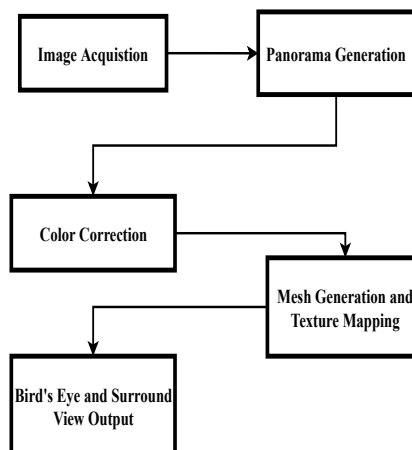 Image Acquistion
Panorama Generation
Color Correction
Mesh Generation and
Texture Mapping
Bird's Eye and Surround
View Output